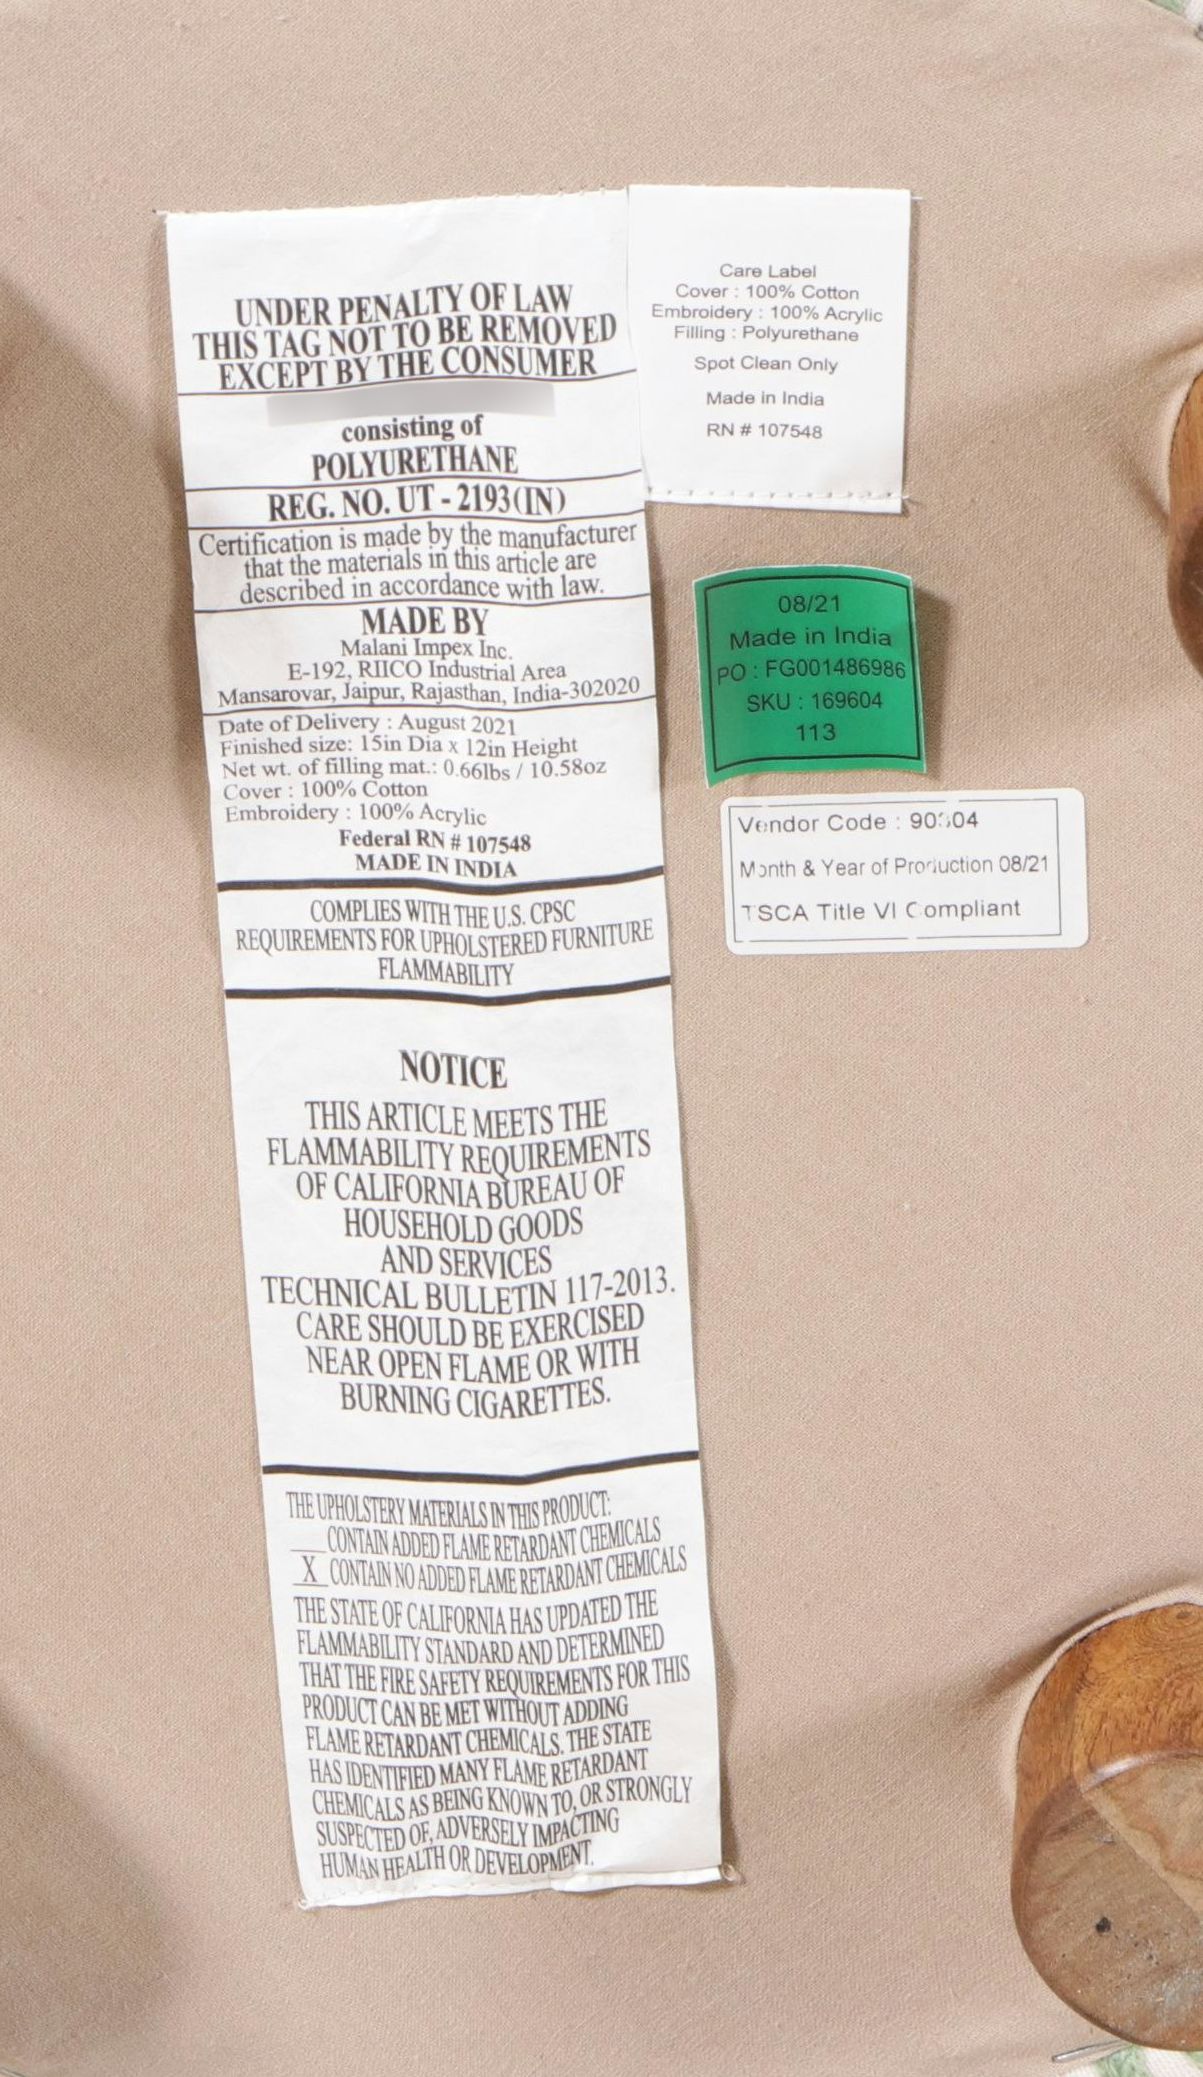 UNDER PENALTY OF LAW
THIS TAG NOT TO BE REMOVED
EXCEPT BY THE CONSUMER
consisting of
POLYURETHANE
REG. NO. UT - 2193(IN)
Certification is made by the manufacturer
that the materials in this article are
described in accordance with law.
MADE BY
Malani Impex Inc.
E-192, RIICO Industrial Area
Mansarovar, Jaipur, Rajasthan, India-302020
Date of Delivery : August 2021
Finished size: 15in Dia x 12in Height
Net wt. of filling mat.: 0.66lbs / 10.58oz
Cover : 100% Cotton
Embroidery : 100% Acrylic
Federal RN # 107548
MADE IN INDIA
COMPLIES WITH THE U.S. CPSC
REQUIREMENTS FOR UPHOLSTERED FURNITURE
FLAMMABILITY
NOTICE
THIS ARTICLE MEETS THE
FLAMMABILITY REQUIREMENTS
OF CALIFORNIA BUREAU OF
HOUSEHOLD GOODS
AND SERVICES
TECHNICAL BULLETIN 117-2013.
CARE SHOULD BE EXERCISED
NEAR OPEN FLAME OR WITH
BURNING CIGARETTES.
THE UPHOLSTERY MATERIALS IN THIS PRODUCT:
___CONTAIN ADDED FLAME RETARDANT CHEMICALS
_X_CONTAIN NO ADDED FLAME RETARDANT CHEMICALS
THE STATE OF CALIFORNIA HAS UPDATED THE
FLAMMABILITY STANDARD AND DETERMINED
THAT THE FIRE SAFETY REQUIREMENTS FOR THIS
PRODUCT CAN BE MET WITHOUT ADDING
FLAME RETARDANT CHEMICALS. THE STATE
HAS IDENTIFIED MANY FLAME RETARDANT
CHEMICALS AS BEING KNOWN TO, OR STRONGLY
SUSPECTED OF, ADVERSELY IMPACTING
HUMAN HEALTH OR DEVELOPMENT.
Care Label
Cover : 100% Cotton
Embroidery : 100% Acrylic
Filling : Polyurethane
Spot Clean Only
Made in India
RN # 107548
08/21
Made in India
PO : FG001486986
SKU : 169604
113
Vendor Code :
Month & Year of Production 08/21
TSCA Title VI Compliant